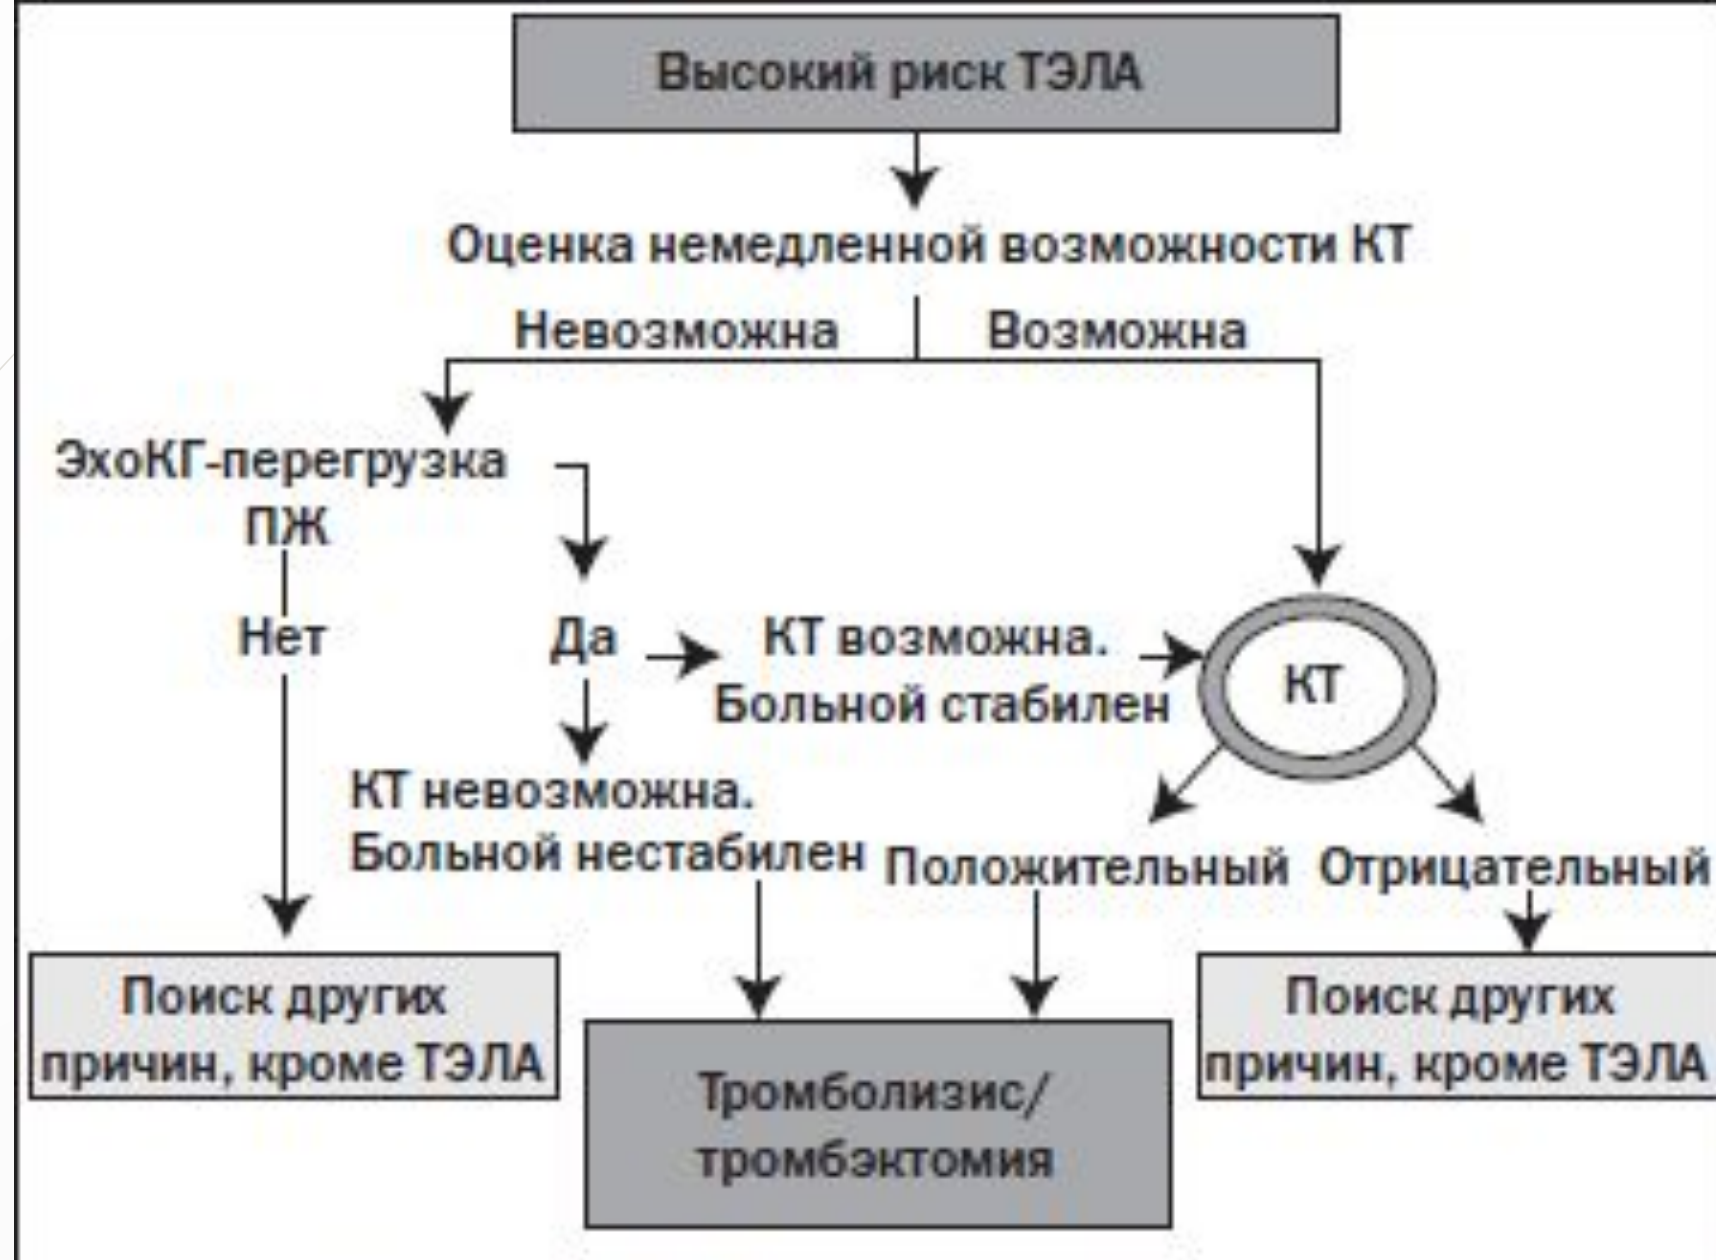 Высокий риск ТЭЛА
Оценка немедленной возможности КТ
Невозможна
Возможна
ЭхоКГ-перегрузка
ПЖ
Нет
Да
КТ возможна.
Больной стабилен
КТ
КТ невозможна.
Больной нестабилен
Положительный
Отрицательный
Поиск других
причин, кроме ТЭЛА
Тромболизис/
тромбэктомия
Поиск других
причин, кроме ТЭЛА